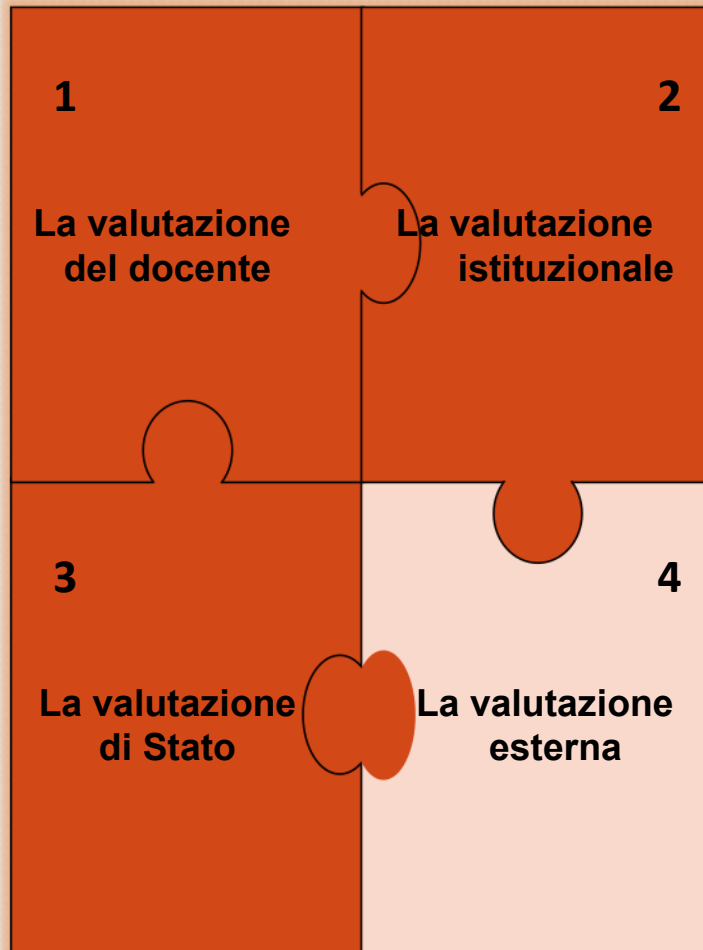 1
La valutazione
del docente
2
La valutazione
istituzionale
3
La valutazione
di Stato
4
La valutazione
esterna